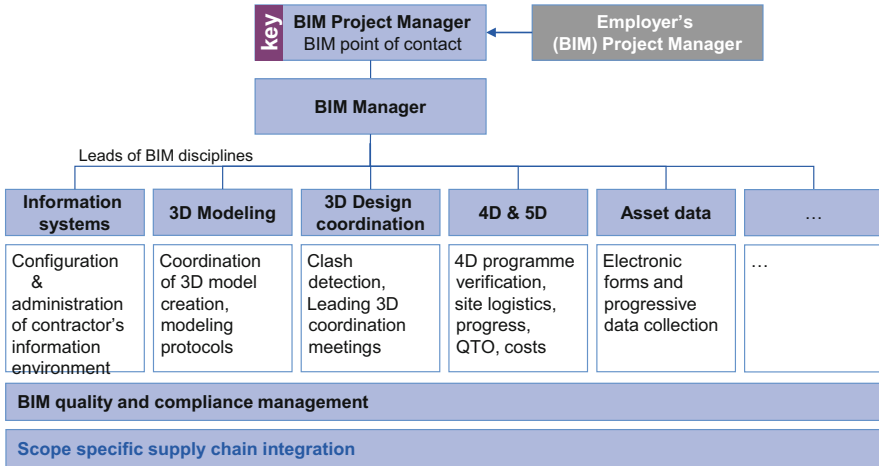 key
BIM Project Manager
BIM point of contact
Employer's
(BIM) Project Manager
BIM Manager
Leads of BIM disciplines
Information
systems
3D Modeling
3D Design
coordination
4D & 5D
Asset data
...
Configuration
&
administration
of contractor's
information
environment
Coordination
of 3D model
creation,
modeling
protocols
Clash
detection,
Leading 3D
coordination
meetings
4D programme
verification,
site logistics,
progress,
QTO, costs
Electronic
forms and
progressive
data collection
...
BIM quality and compliance management
Scope specific supply chain integration